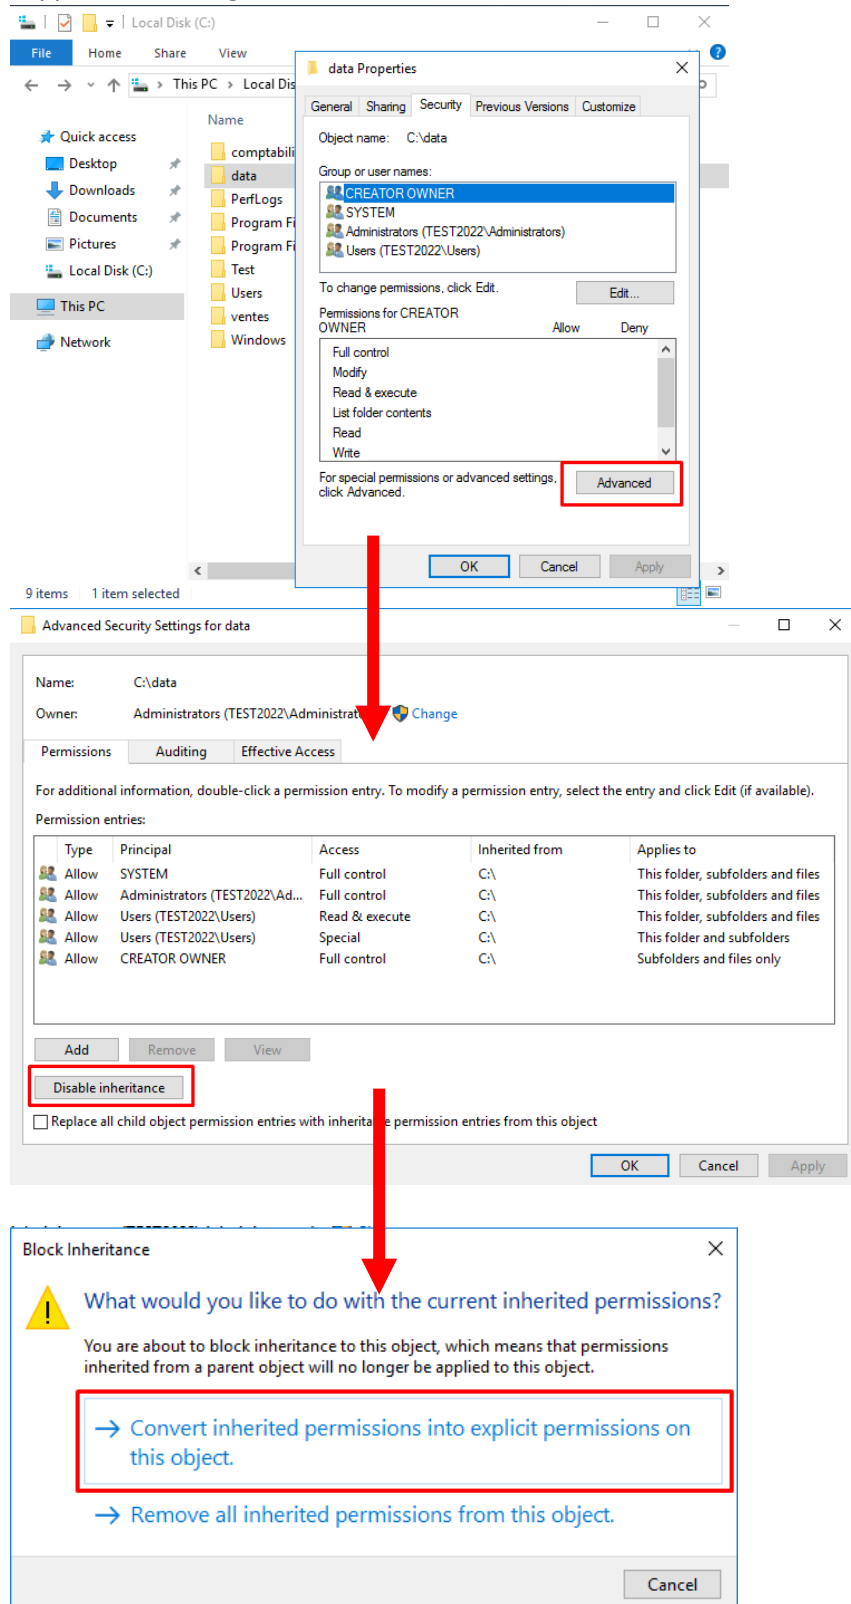 Local Disk (C:)
File Home Share View
This PC > Local Dis
Name
Quick access
Desktop
Downloads
Documents
Pictures
Local Disk (C:)
This PC
Network
comptabili
data
PerfLogs
Program Fi
Program Fi
Test
Users
ventes
Windows
9 items 1 item selected
data Properties
General Sharing Security Previous Versions Customize
Object name: C:\data
Group or user names:
CREATOR OWNER
SYSTEM
Administrators (TEST2022\Administrators)
Users (TEST2022\Users)
To change permissions, click Edit.
Edit...
Permissions for CREATOR
OWNER Allow Deny
Full control
Modify
Read & execute
List folder contents
Read
Write
For special permissions or advanced settings,
click Advanced.
Advanced
OK Cancel Apply
Advanced Security Settings for data
Name: C:\data
Owner: Administrators (TEST2022\Administrat Change
Permissions Auditing Effective Access
For additional information, double-click a permission entry. To modify a permission entry, select the entry and click Edit (if available).
Permission entries:
Type Principal Access Inherited from Applies to
Allow SYSTEM Full control C:\ This folder, subfolders and files
Allow Administrators (TEST2022\Ad... Full control C:\ This folder, subfolders and files
Allow Users (TEST2022\Users) Read & execute C:\ This folder, subfolders and files
Allow Users (TEST2022\Users) Special C:\ This folder and subfolders
Allow CREATOR OWNER Full control C:\ Subfolders and files only
Add Remove View
Disable inheritance
Replace all child object permission entries with inherita e permission entries from this object
OK Cancel Apply
Block Inheritance
What would you like to do with the current inherited permissions?
You are about to block inheritance to this object, which means that permissions
inherited from a parent object will no longer be applied to this object.
Convert inherited permissions into explicit permissions on
this object.
Remove all inherited permissions from this object.
Cancel